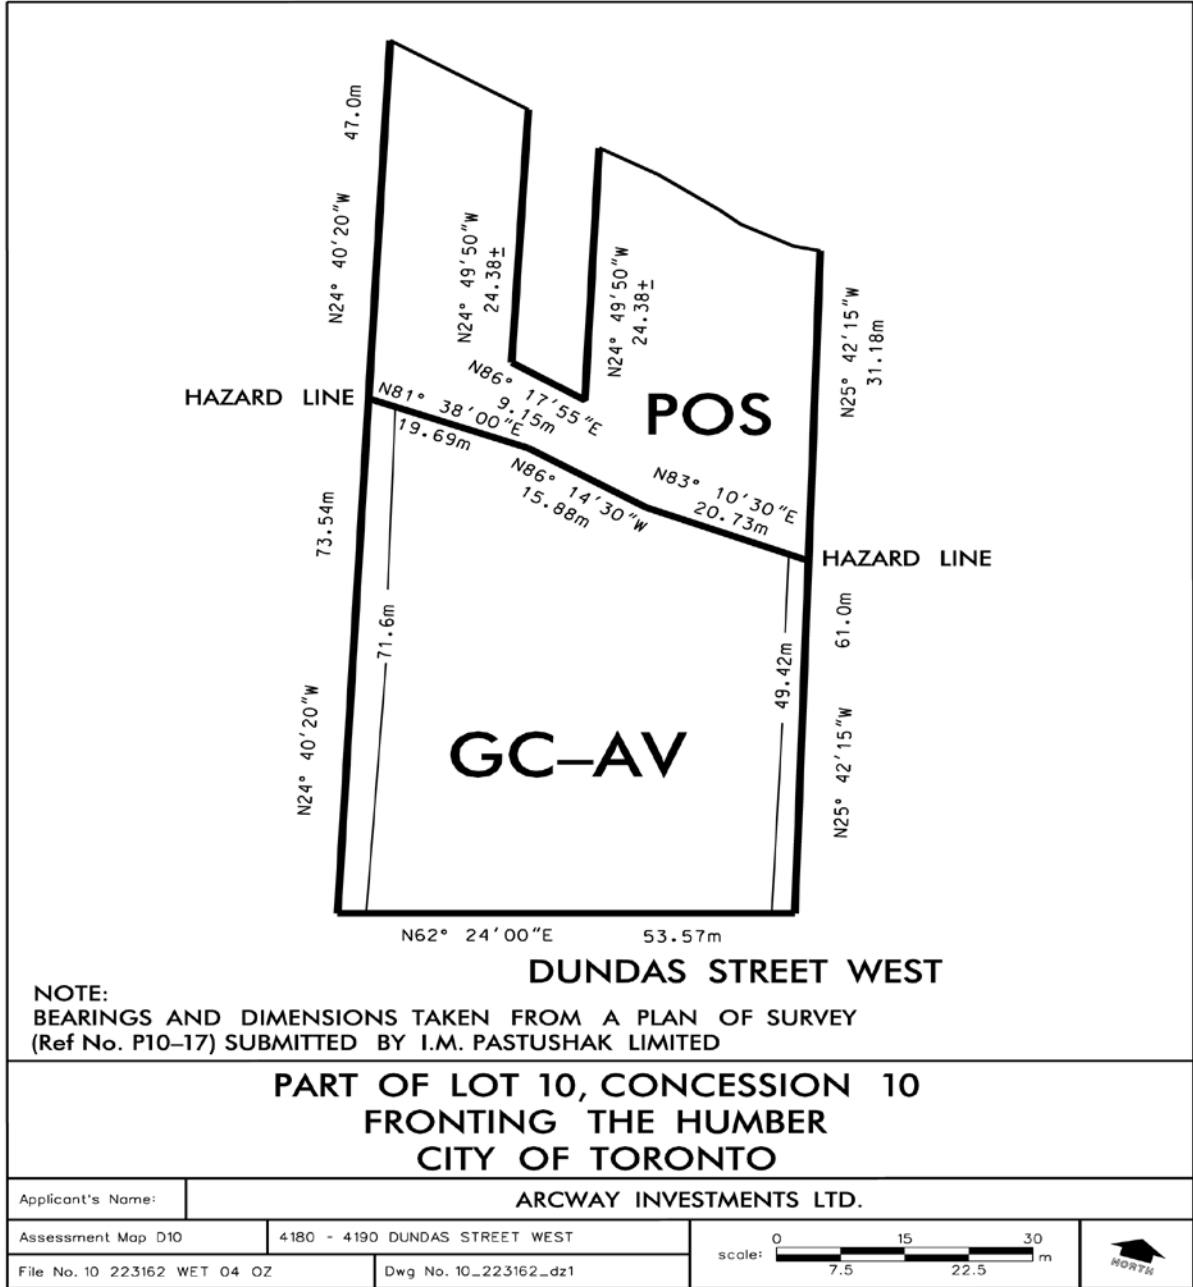 47.0m
N24° 40'20"W
N24° 49'50"W
24.38±
N24° 49'50"W
24.38±
N25° 42'15"W
31.18m
N86° 17'55"E
9.15m
POS
HAZARD LINE
N81° 38'00"E
19.69m
N86° 14'30"W
15.88m
N83° 10'30"E
20.73m
HAZARD LINE
73.54m
N24° 40'20"W
71.6m
49.42m
61.0m
N25° 42'15"W
GC–AV
N62° 24'00"E 53.57m
DUNDAS STREET WEST
NOTE:
BEARINGS AND DIMENSIONS TAKEN FROM A PLAN OF SURVEY
(Ref No. P10–17) SUBMITTED BY I.M. PASTUSHAK LIMITED
PART OF LOT 10, CONCESSION 10
FRONTING THE HUMBER
CITY OF TORONTO
Applicant's Name: ARCWAY INVESTMENTS LTD.
Assessment Map D10 4180 - 4190 DUNDAS STREET WEST
File No. 10 223162 WET 04 OZ Dwg No. 10_223162_dz1
0 15 30
scale: m
7.5 22.5
NORTH